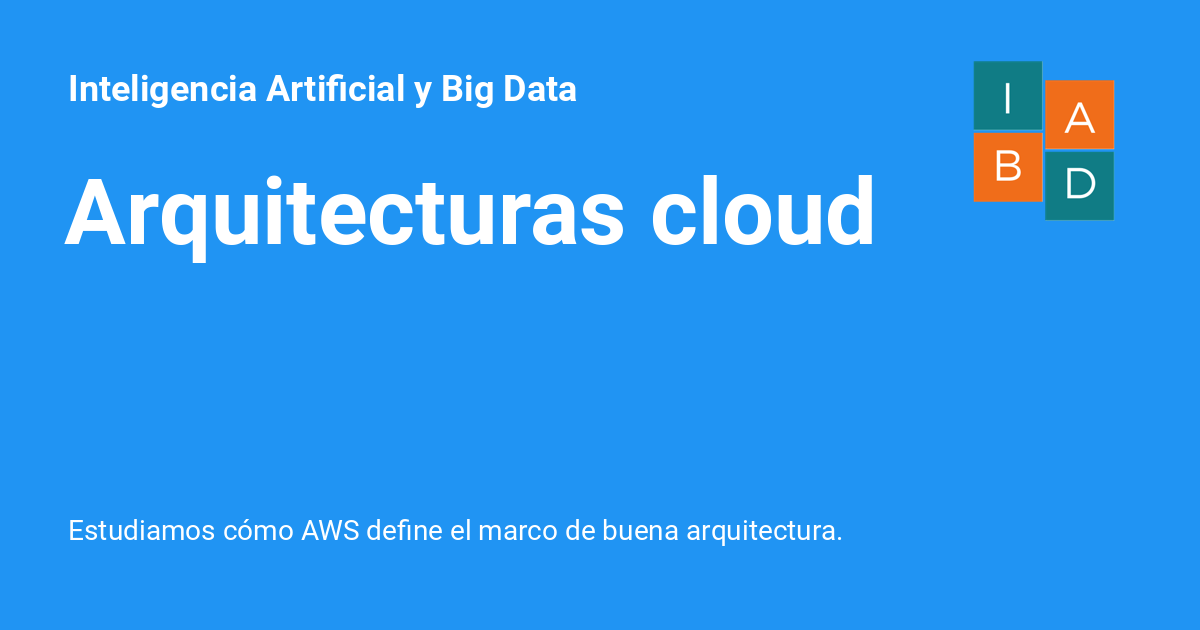 Inteligencia Artificial y Big Data
I A
B D
Arquitecturas cloud
Estudiamos cómo AWS define el marco de buena arquitectura.